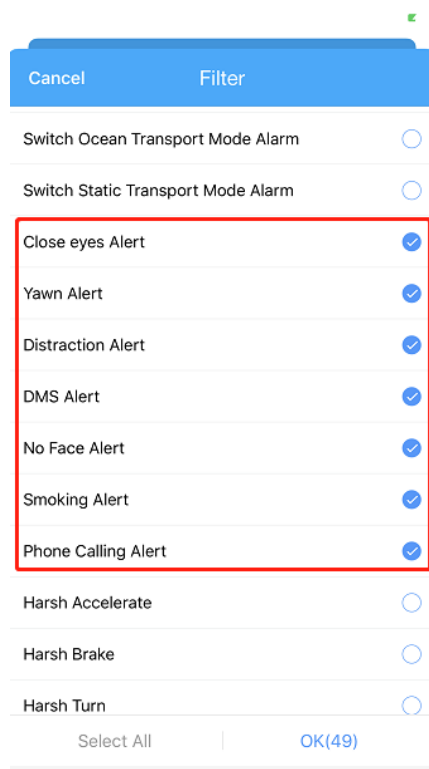 Cancel Filter
Switch Ocean Transport Mode Alarm
Switch Static Transport Mode Alarm
Close eyes Alert
Yawn Alert
Distraction Alert
DMS Alert
No Face Alert
Smoking Alert
Phone Calling Alert
Harsh Accelerate
Harsh Brake
Harsh Turn
Select All OK(49)